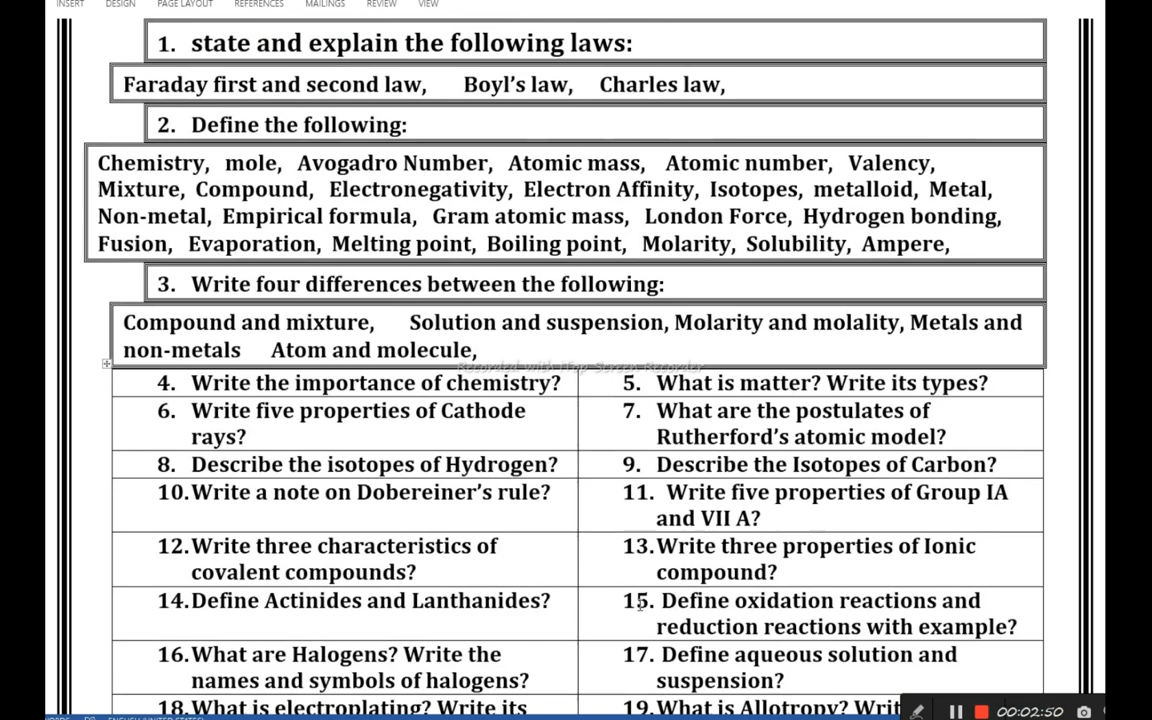 INSERT DESIGN PAGE LAYOUT REFERENCES MAILINGS REVIEW VIEW
1. state and explain the following laws:
Faraday first and second law, Boyl's law, Charles law,
2. Define the following:
Chemistry, mole, Avogadro Number, Atomic mass, Atomic number, Valency,
Mixture, Compound, Electronegativity, Electron Affinity, Isotopes, metalloid, Metal,
Non-metal, Empirical formula, Gram atomic mass, London Force, Hydrogen bonding,
Fusion, Evaporation, Melting point, Boiling point, Molarity, Solubility, Ampere,
3. Write four differences between the following:
Compound and mixture, Solution and suspension, Molarity and molality, Metals and
non-metals Atom and molecule,
Recorded with iTop Screen Recorder
4. Write the importance of chemistry?
5. What is matter? Write its types?
6. Write five properties of Cathode
rays?
7. What are the postulates of
Rutherford's atomic model?
8. Describe the isotopes of Hydrogen?
9. Describe the Isotopes of Carbon?
10. Write a note on Dobereiner's rule?
11. Write five properties of Group IA
and VII A?
12. Write three characteristics of
covalent compounds?
13. Write three properties of Ionic
compound?
14. Define Actinides and Lanthanides?
15. Define oxidation reactions and
reduction reactions with example?
16. What are Halogens? Write the
names and symbols of halogens?
17. Define aqueous solution and
suspension?
18. What is electroplating? Write its
19. What is Allotropy? Writ
00:02:50
WORDS ENGLISH (UNITED STATES)